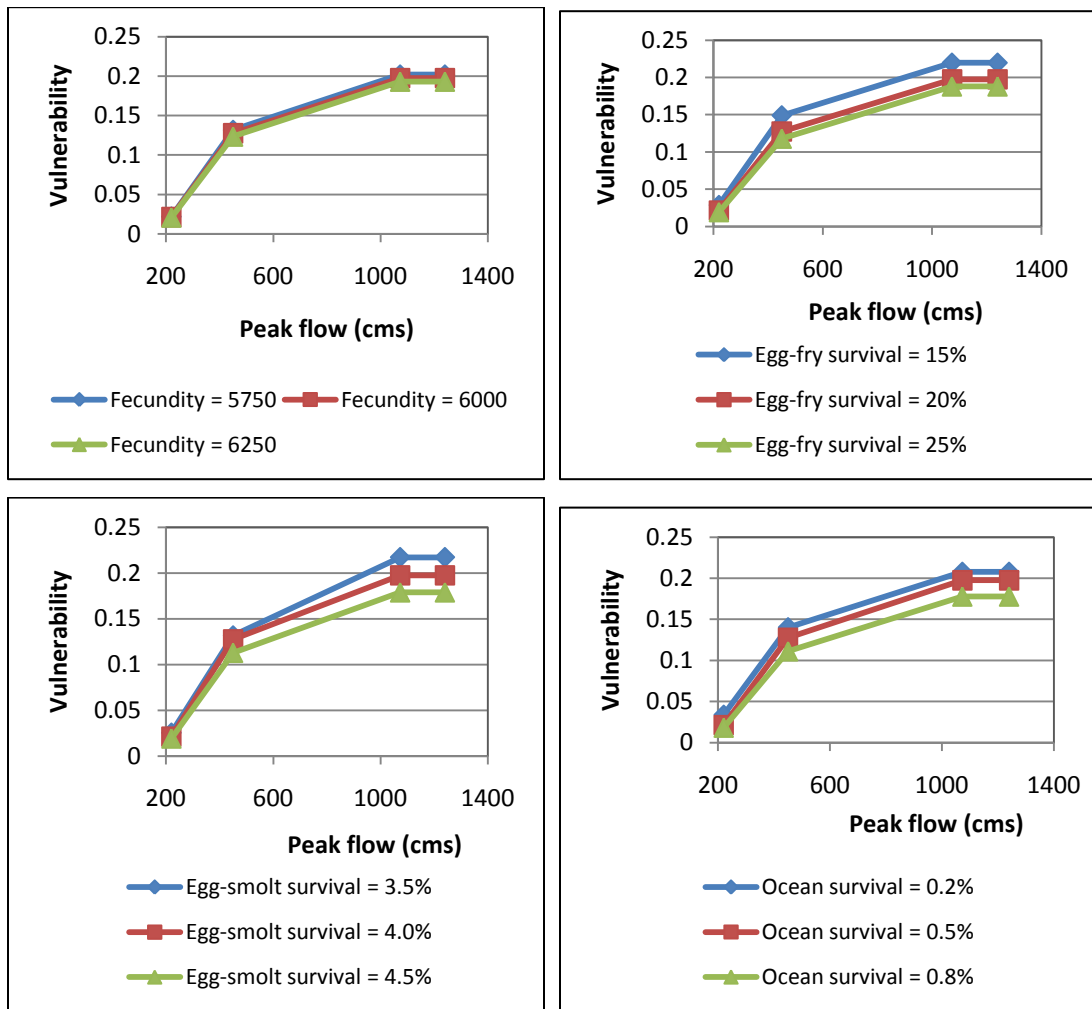 0.25
0.2
0.15
0.1
0.05
0
Vulnerability
200 600 1000 1400
Peak flow (cms)
Fecundity = 5750 Fecundity = 6000
Fecundity = 6250
0.25
0.2
0.15
0.1
0.05
0
Vulnerability
200 600 1000 1400
Peak flow (cms)
Egg-fry survival = 15%
Egg-fry survival = 20%
Egg-fry survival = 25%
0.25
0.2
0.15
0.1
0.05
0
Vulnerability
200 600 1000 1400
Peak flow (cms)
Egg-smolt survival = 3.5%
Egg-smolt survival = 4.0%
Egg-smolt survival = 4.5%
0.25
0.2
0.15
0.1
0.05
0
Vulnerability
200 600 1000 1400
Peak flow (cms)
Ocean survival = 0.2%
Ocean survival = 0.5%
Ocean survival = 0.8%